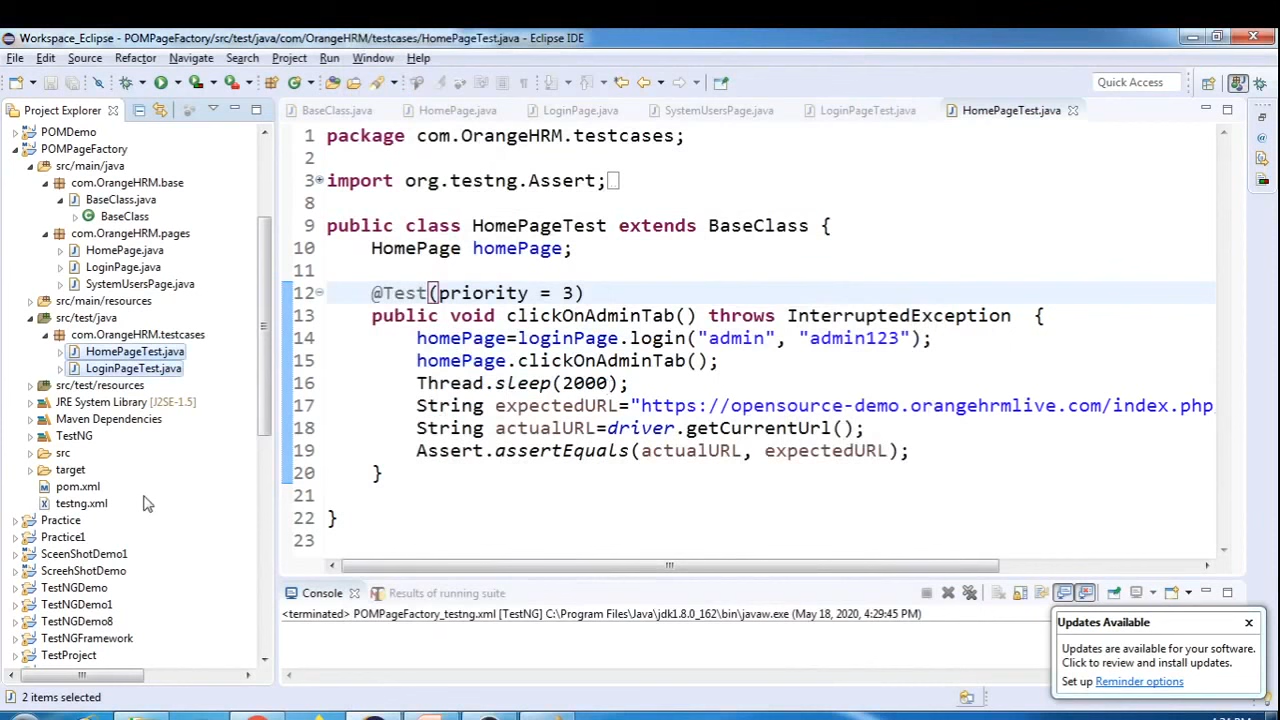 Workspace_Eclipse - POMPageFactory/src/test/java/com/OrangeHRM/testcases/HomePageTest.java - Eclipse IDE
File Edit Source Refactor Navigate Search Project Run Window Help
Quick Access
Project Explorer
POMDemo
POMPageFactory
src/main/java
com.OrangeHRM.base
BaseClass.java
BaseClass
com.OrangeHRM.pages
HomePage.java
LoginPage.java
SystemUsersPage.java
src/main/resources
src/test/java
com.OrangeHRM.testcases
HomePageTest.java
LoginPageTest.java
src/test/resources
JRE System Library [J2SE-1.5]
Maven Dependencies
TestNG
src
target
pom.xml
testng.xml
Practice
Practice1
SceenShotDemo1
ScreehShotDemo
TestNGDemo
TestNGDemo1
TestNGDemo8
TestNGFramework
TestProject
BaseClass.java HomePage.java LoginPage.java SystemUsersPage.java LoginPageTest.java HomePageTest.java
1 package com.OrangeHRM.testcases;
2
3 import org.testng.Assert;
8
9 public class HomePageTest extends BaseClass {
10 HomePage homePage;
11
12 @Test(priority = 3)
13 public void clickOnAdminTab() throws InterruptedException {
14 homePage=loginPage.login("admin", "admin123");
15 homePage.clickOnAdminTab();
16 Thread.sleep(2000);
17 String expectedURL="https://opensource-demo.orangehrmlive.com/index.php
18 String actualURL=driver.getCurrentUrl();
19 Assert.assertEquals(actualURL, expectedURL);
20 }
21
22 }
23
Console Results of running suite
<terminated> POMPageFactory_testng.xml [TestNG] C:\Program Files\Java\jdk1.8.0_162\bin\javaw.exe (May 18, 2020, 4:29:45 PM)
Updates Available
Updates are available for your software.
Click to review and install updates.
Set up Reminder options
2 items selected